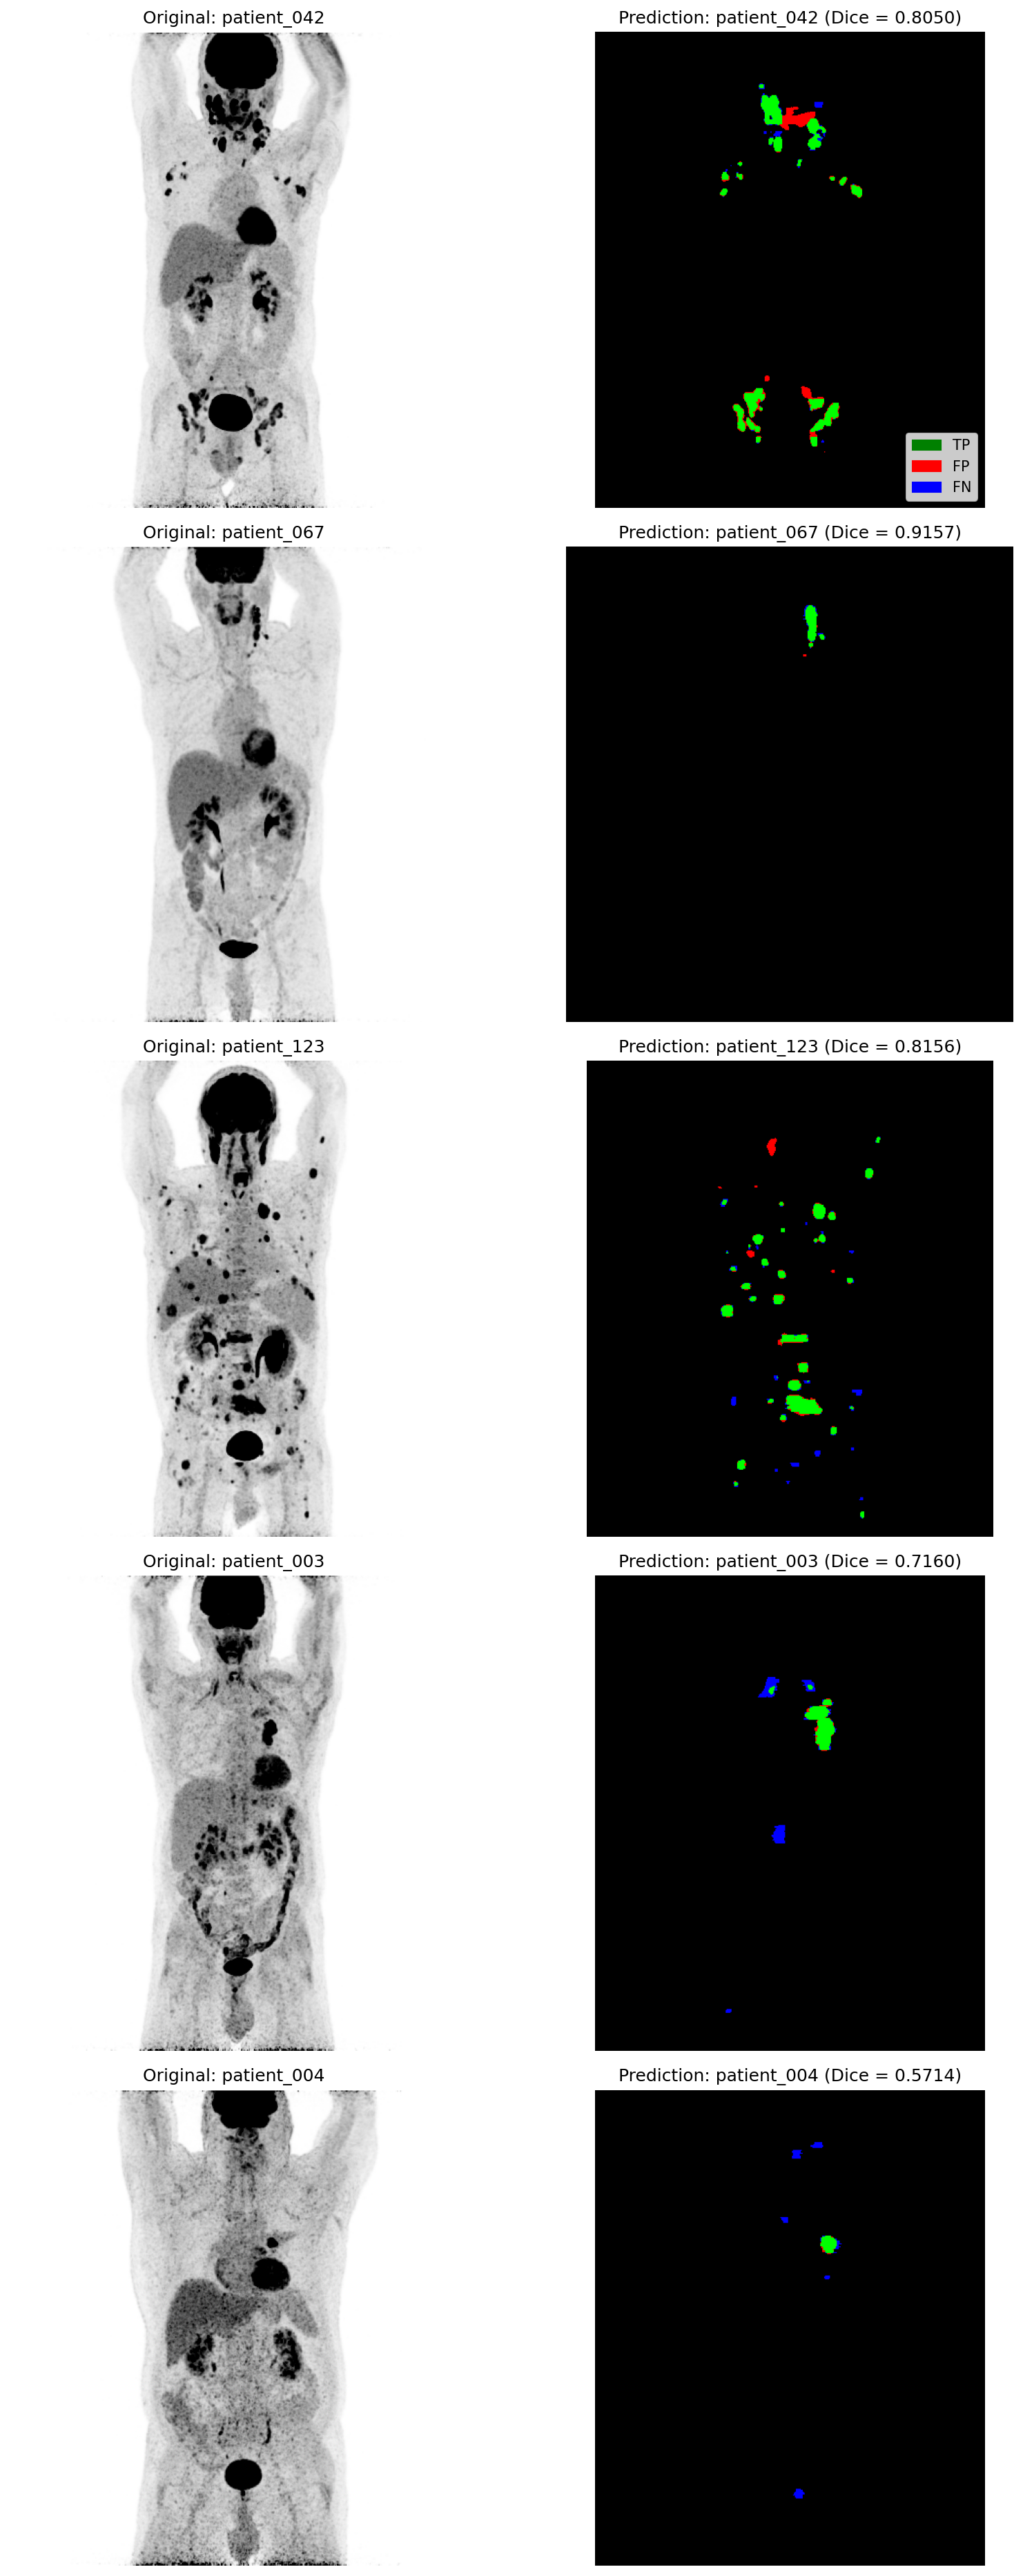 Original: patient_042
Prediction: patient_042 (Dice = 0.8050)
TP
FP
FN
Original: patient_067
Prediction: patient_067 (Dice = 0.9157)
Original: patient_123
Prediction: patient_123 (Dice = 0.8156)
Original: patient_003
Prediction: patient_003 (Dice = 0.7160)
Original: patient_004
Prediction: patient_004 (Dice = 0.5714)